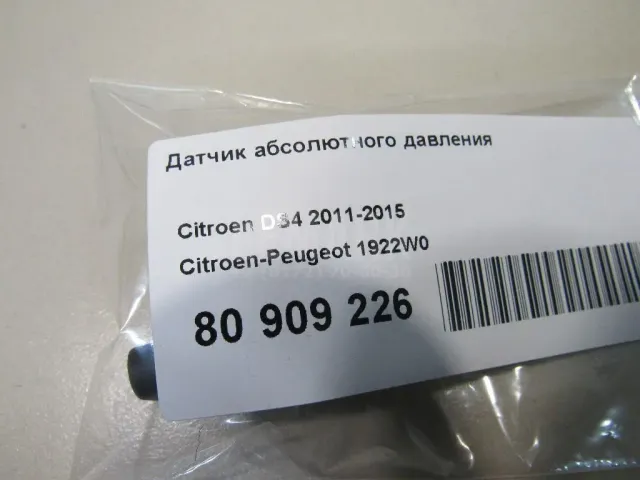 Датчик абсолютного давления
Citroen DS4 2011-2015
Citroen-Peugeot 1922W0
80 909 226